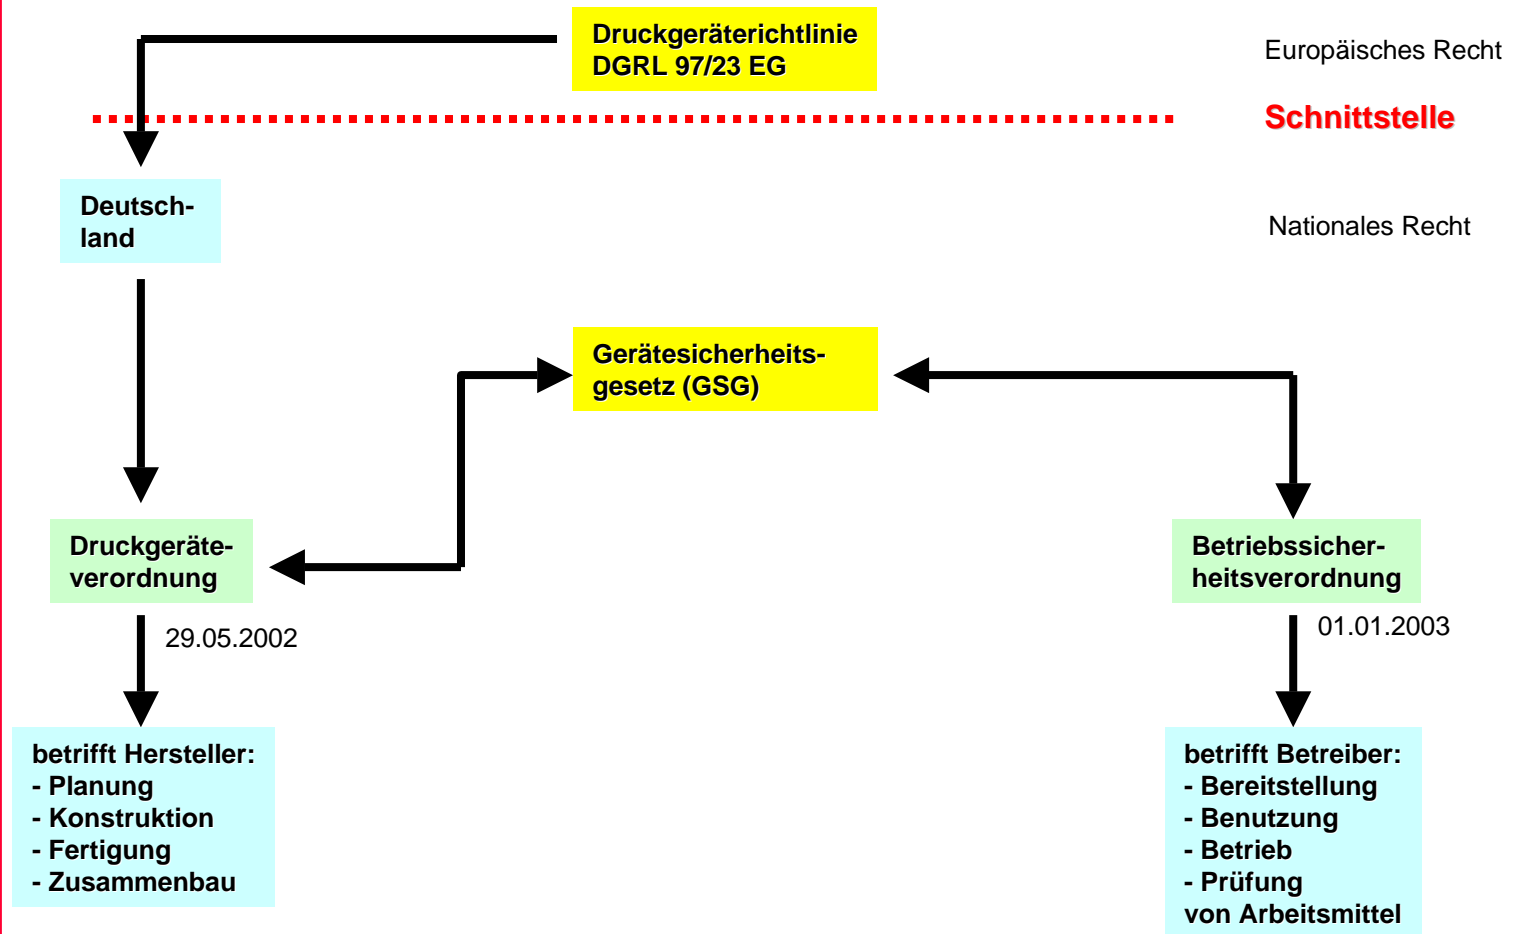 Druckgeräterichtlinie
DGRL 97/23 EG
Europäisches Recht
Schnittstelle
Deutsch-
land
Nationales Recht
Gerätesicherheits-
gesetz (GSG)
Druckgeräte-
verordnung
Betriebssicher-
heitsverordnung
29.05.2002
01.01.2003
betrifft Hersteller:
- Planung
- Konstruktion
- Fertigung
- Zusammenbau
betrifft Betreiber:
- Bereitstellung
- Benutzung
- Betrieb
- Prüfung
von Arbeitsmittel